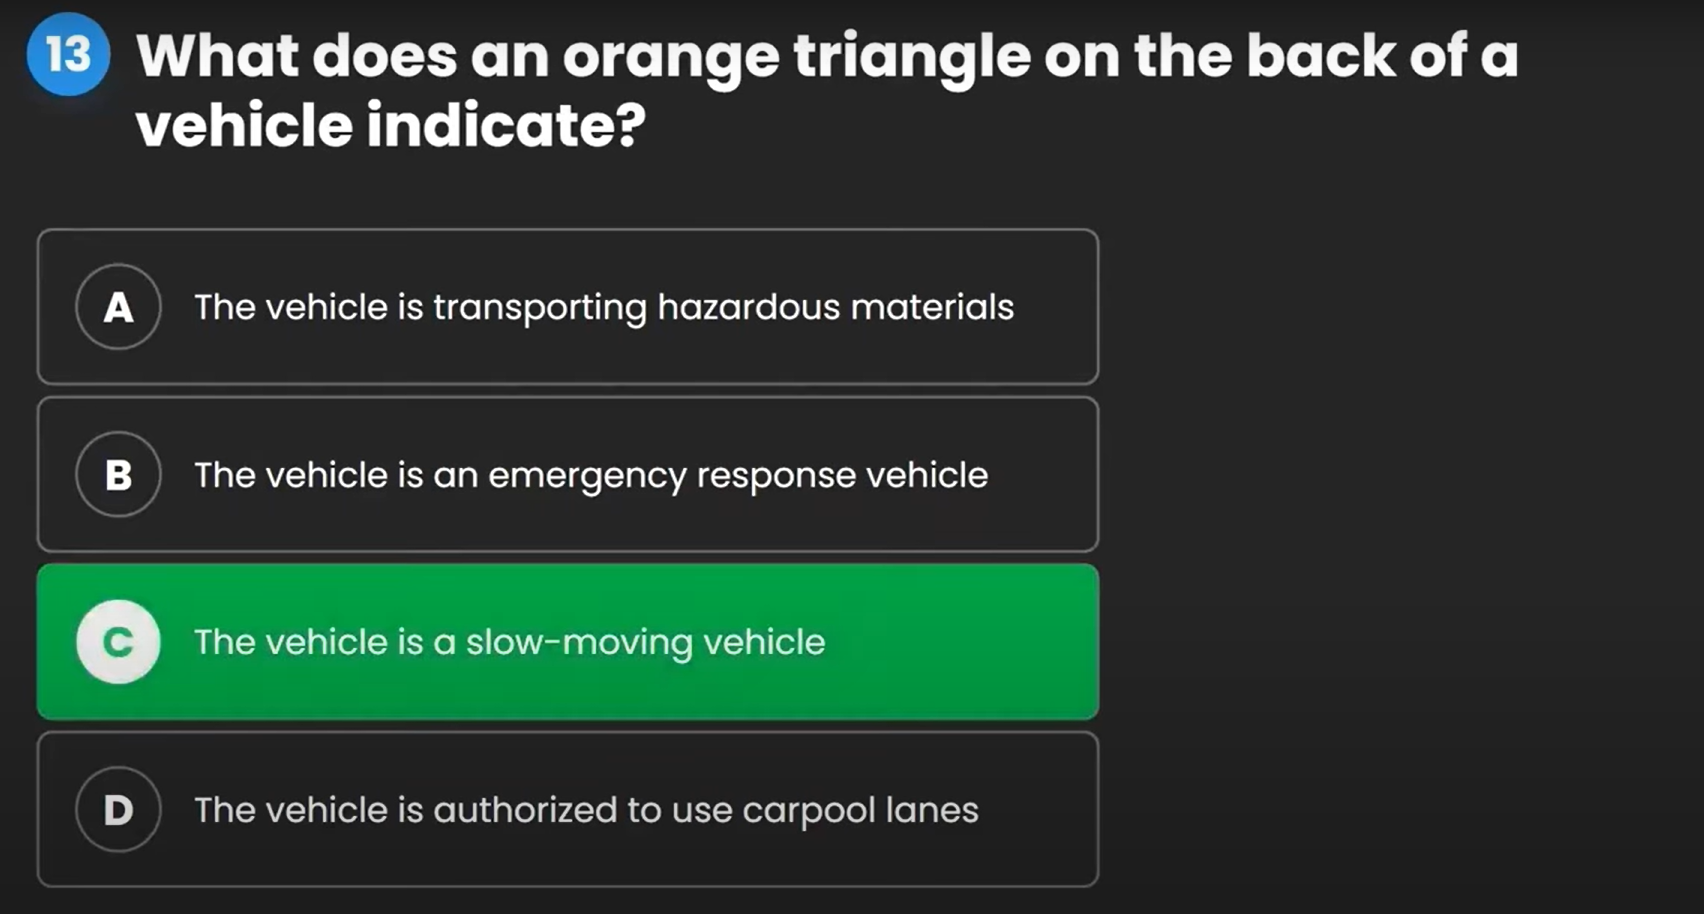 13 What does an orange triangle on the back of a
vehicle indicate?
A The vehicle is transporting hazardous materials
B The vehicle is an emergency response vehicle
C The vehicle is a slow-moving vehicle
D The vehicle is authorized to use carpool lanes